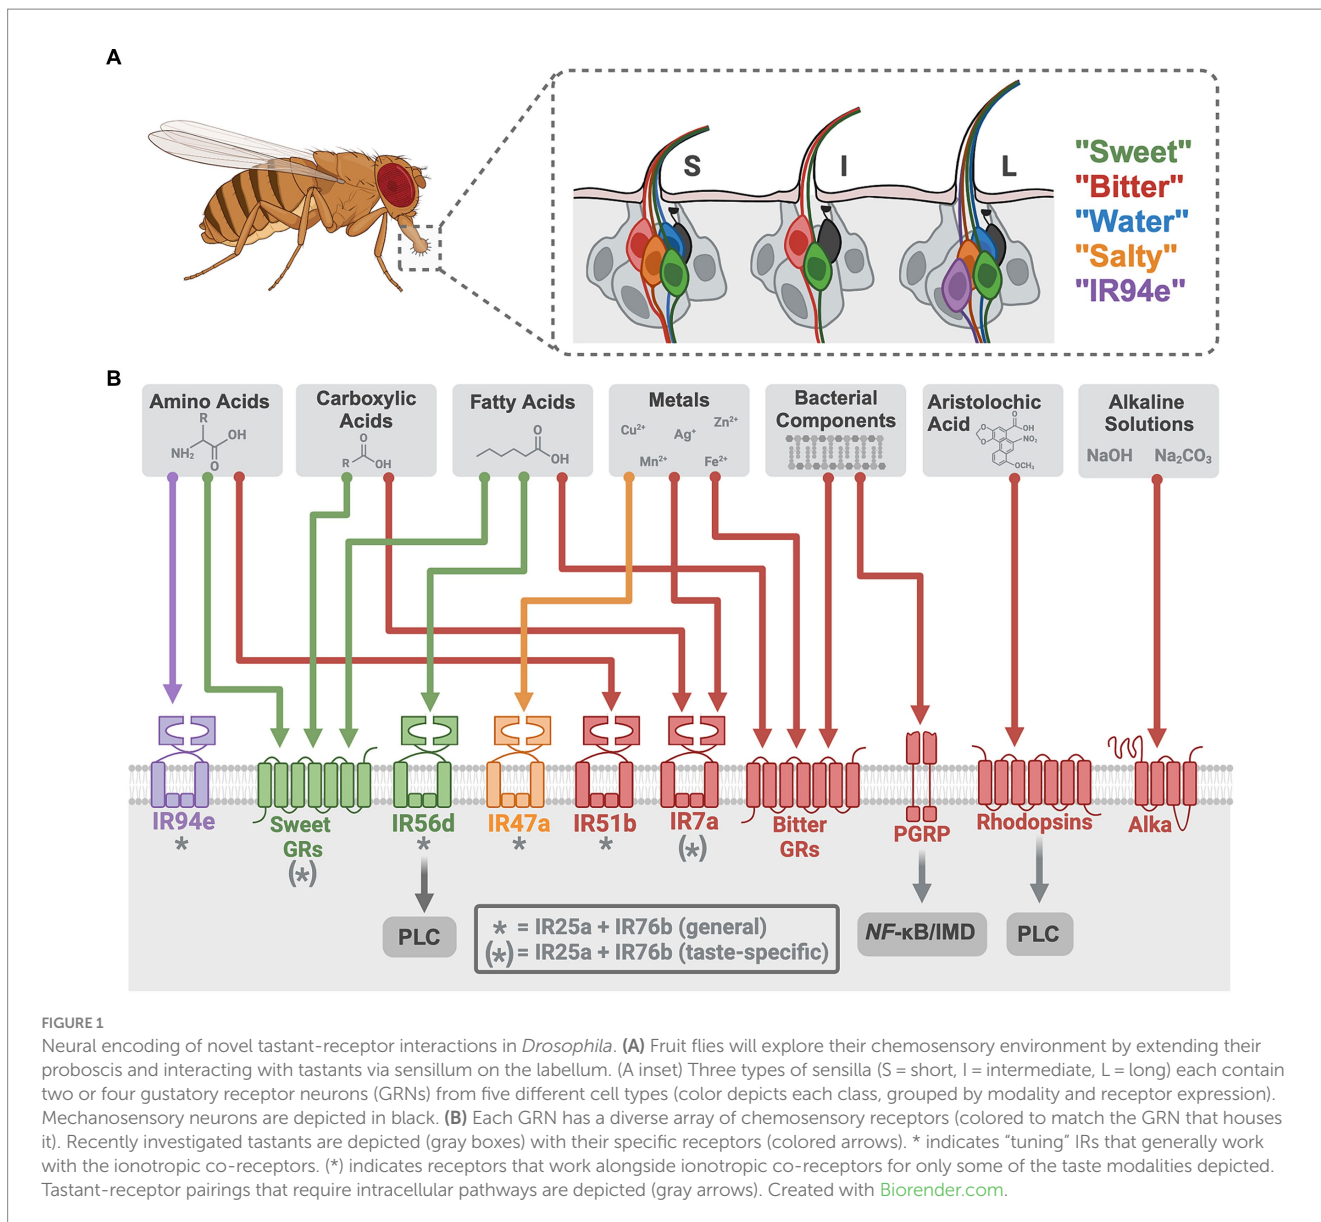 A
S
I
L
"Sweet"
"Bitter"
"Water"
"Salty"
"IR94e"
B
Amino Acids
R
OH
NH₂
O
Carboxylic
Acids
O
R
OH
Fatty Acids
O
OH
Metals
Cu²⁺
Ag⁺
Zn²⁺
Mn²⁺
Fe²⁺
Bacterial
Components
Aristolochic
Acid
O
OH
O
O
NO₂
OCH₃
Alkaline
Solutions
NaOH Na₂CO₃
IR94e
*
Sweet
GRs
(*)
IR56d
*
IR47a
*
IR51b
*
IR7a
(*)
Bitter
GRs
PGRP
Rhodopsins
Alka
PLC
NF-κB/IMD
PLC
* = IR25a + IR76b (general)
(*) = IR25a + IR76b (taste-specific)
FIGURE 1
Neural encoding of novel tastant-receptor interactions in Drosophila. (A) Fruit flies will explore their chemosensory environment by extending their
proboscis and interacting with tastants via sensillum on the labellum. (A inset) Three types of sensilla (S = short, I = intermediate, L = long) each contain
two or four gustatory receptor neurons (GRNs) from five different cell types (color depicts each class, grouped by modality and receptor expression).
Mechanosensory neurons are depicted in black. (B) Each GRN has a diverse array of chemosensory receptors (colored to match the GRN that houses
it). Recently investigated tastants are depicted (gray boxes) with their specific receptors (colored arrows). * indicates “tuning” IRs that generally work
with the ionotropic co-receptors. (*) indicates receptors that work alongside ionotropic co-receptors for only some of the taste modalities depicted.
Tastant-receptor pairings that require intracellular pathways are depicted (gray arrows). Created with Biorender.com.